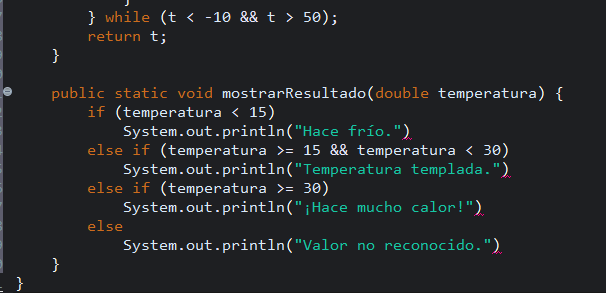 }
} while (t < -10 && t > 50);
return t;
}
public static void mostrarResultado(double temperatura) {
if (temperatura < 15)
System.out.println("Hace frío.")
else if (temperatura >= 15 && temperatura < 30)
System.out.println("Temperatura templada.")
else if (temperatura >= 30)
System.out.println("¡Hace mucho calor!")
else
System.out.println("Valor no reconocido.")
}
}